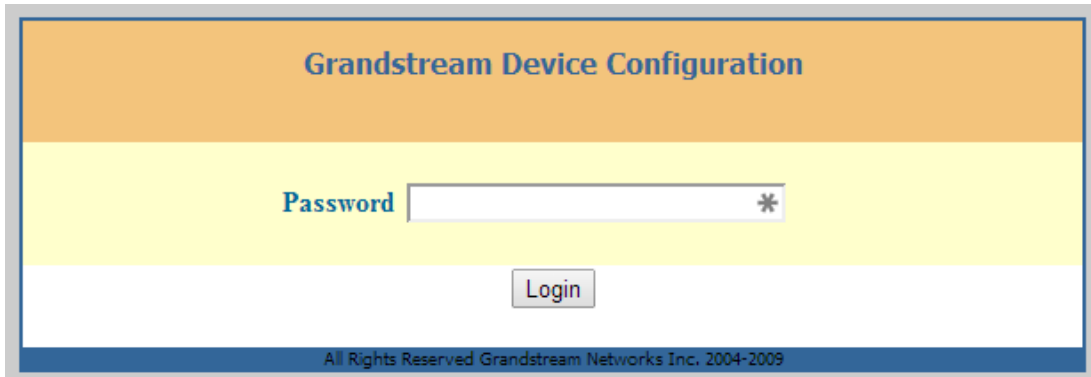 Grandstream Device Configuration
Password
Login
All Rights Reserved Grandstream Networks Inc. 2004-2009